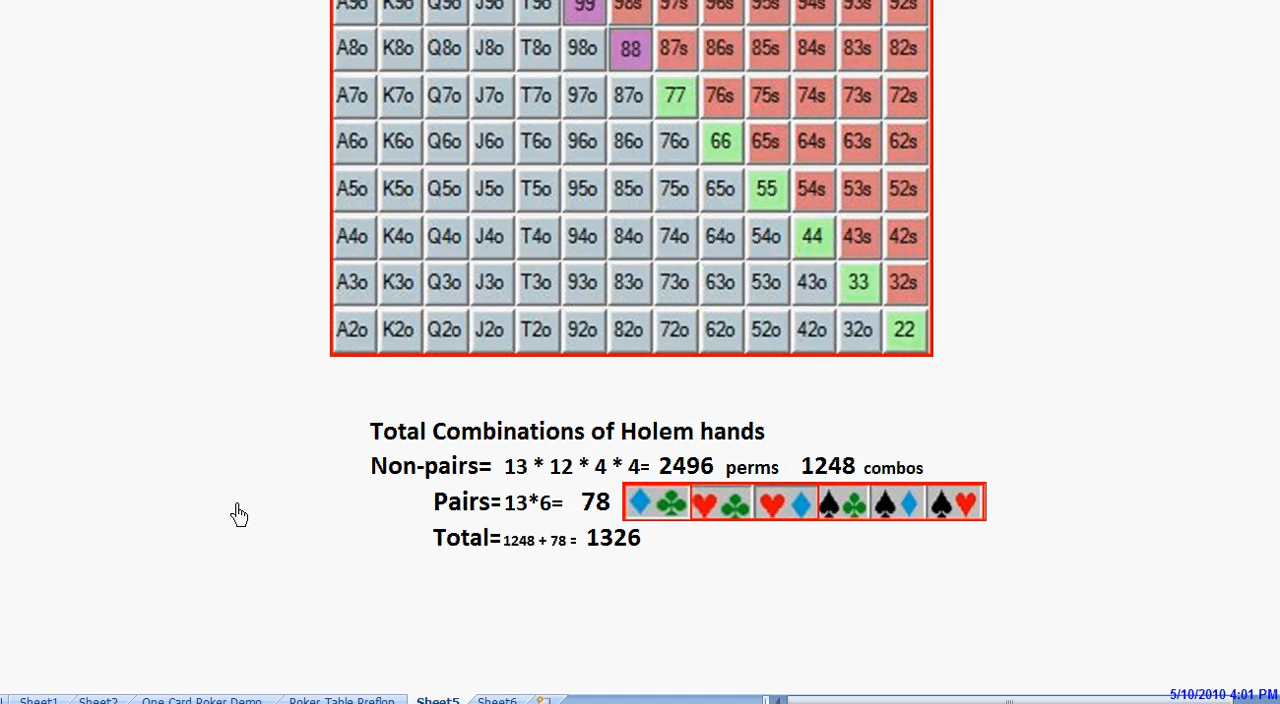 A9o K9o Q9o J9o T9o 99 98s 97s 96s 95s 94s 93s 92s
A8o K8o Q8o J8o T8o 98o 88 87s 86s 85s 84s 83s 82s
A7o K7o Q7o J7o T7o 97o 87o 77 76s 75s 74s 73s 72s
A6o K6o Q6o J6o T6o 96o 86o 76o 66 65s 64s 63s 62s
A5o K5o Q5o J5o T5o 95o 85o 75o 65o 55 54s 53s 52s
A4o K4o Q4o J4o T4o 94o 84o 74o 64o 54o 44 43s 42s
A3o K3o Q3o J3o T3o 93o 83o 73o 63o 53o 43o 33 32s
A2o K2o Q2o J2o T2o 92o 82o 72o 62o 52o 42o 32o 22
Total Combinations of Holem hands
Non-pairs= 13 * 12 * 4 * 4= 2496 perms 1248 combos
Pairs=13*6= 78
Total=1248 + 78 = 1326
5/10/2010 4:01 PM
Sheet1 Sheet2 One Card Poker Demo Poker Table Preflop Sheet5 Sheet6